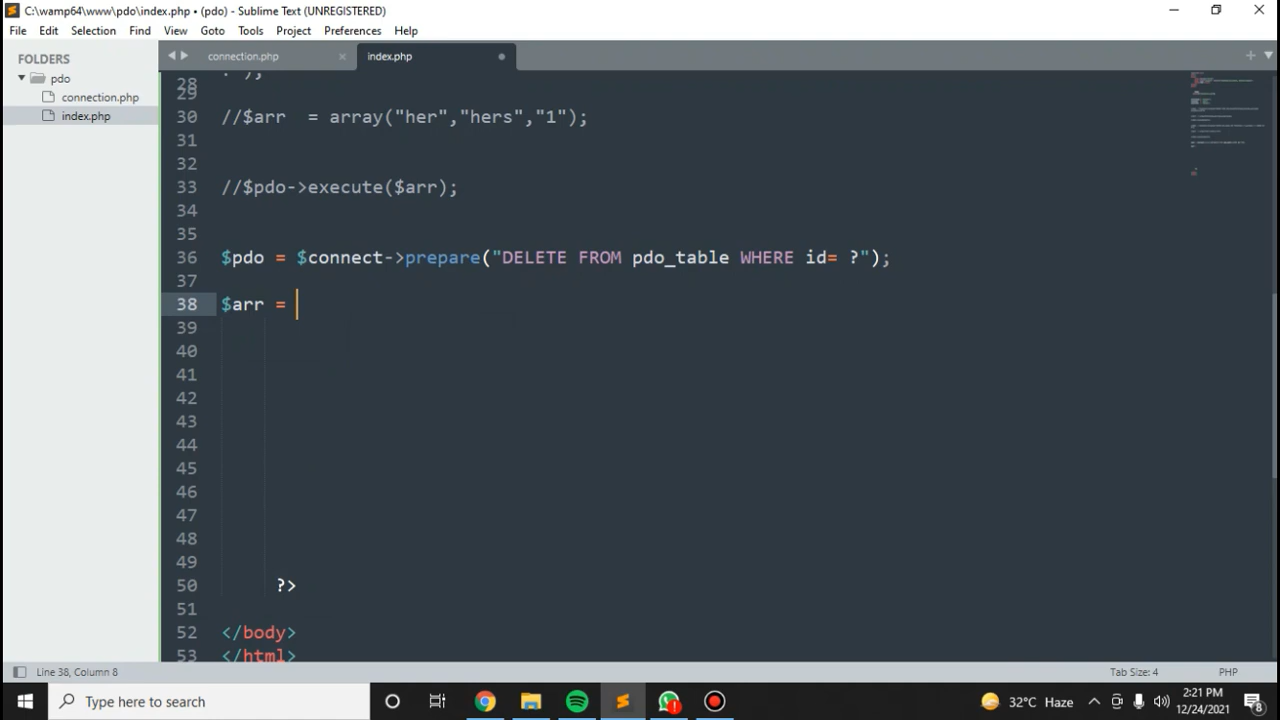 C:\wamp64\www\pdo\index.php • (pdo) - Sublime Text (UNREGISTERED)
File Edit Selection Find View Goto Tools Project Preferences Help
FOLDERS
pdo
connection.php
index.php
connection.php
index.php
28
29
30 //$arr  = array("her","hers","1");
31
32
33 //$pdo->execute($arr);
34
35
36 $pdo = $connect->prepare("DELETE FROM pdo_table WHERE id= ?");
37
38 $arr =
39
40
41
42
43
44
45
46
47
48
49
50 ?>
51
52 </body>
53 </html>
Line 38, Column 8
Tab Size: 4
PHP
Type here to search
32°C Haze
2:21 PM
12/24/2021
8